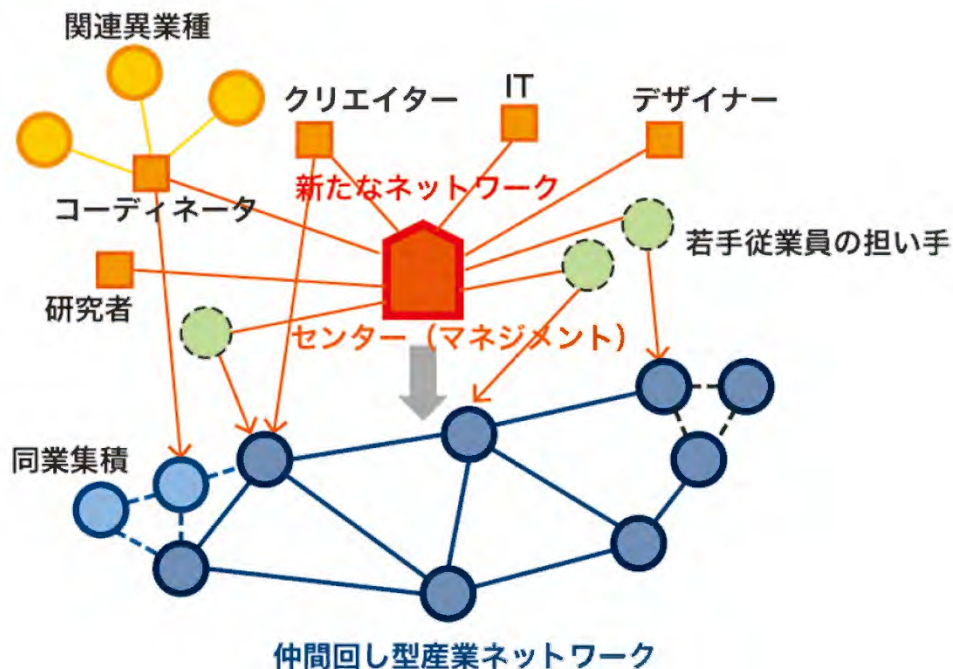 関連異業種
クリエイター
IT
デザイナー
新たなネットワーク
コーディネータ
若手従業員の担い手
研究者
センター（マネジメント）
同業集積
仲間回し型産業ネットワーク